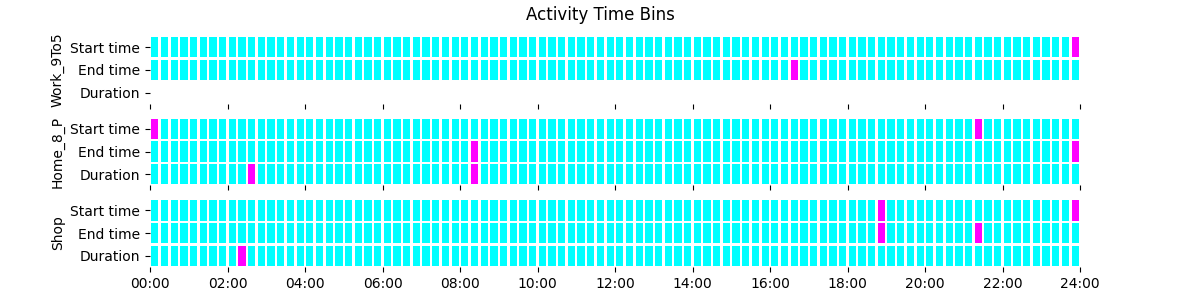 Activity Time Bins
Work_9To5
Start time
End time
Duration
Home_8_P
Start time
End time
Duration
Shop
Start time
End time
Duration
00:00 02:00 04:00 06:00 08:00 10:00 12:00 14:00 16:00 18:00 20:00 22:00 24:00